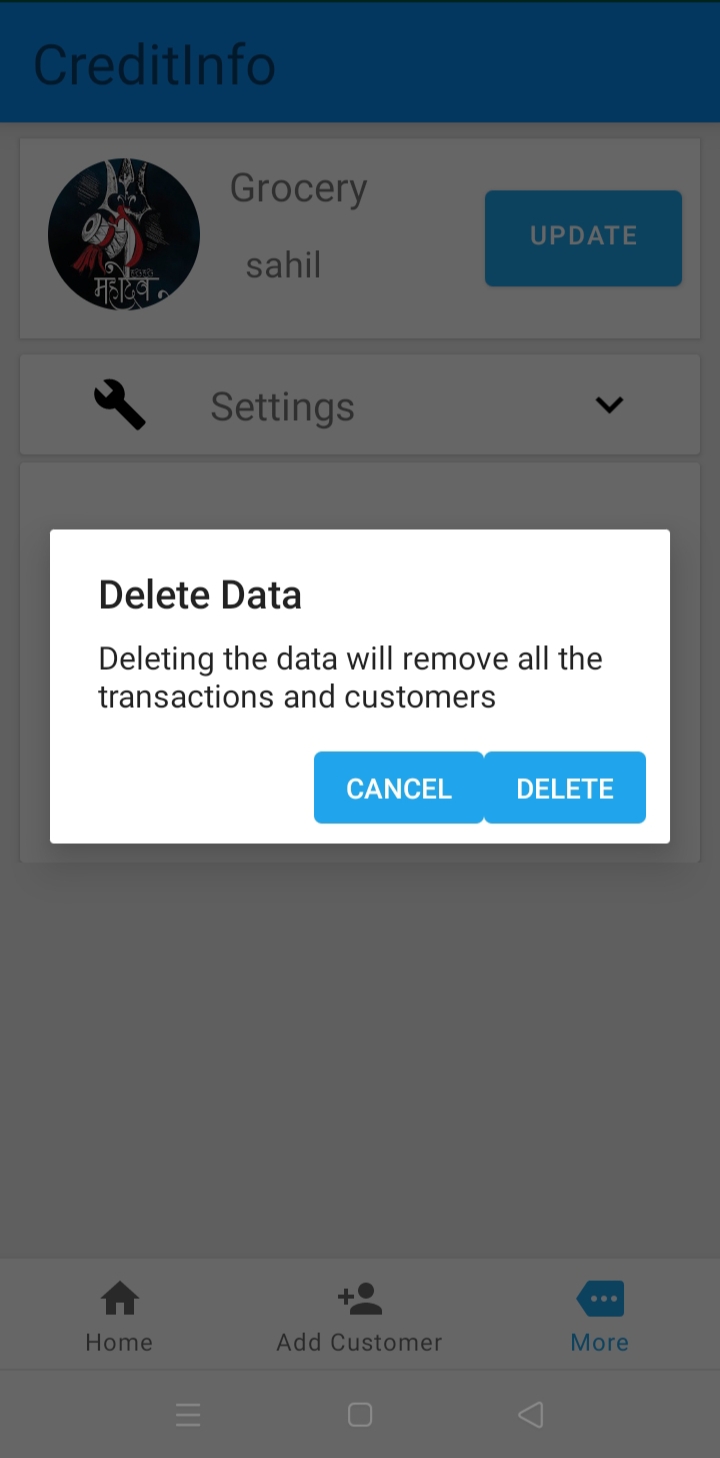 CreditInfo
Grocery
sahil
UPDATE
महादेव
Settings
Delete Data
Deleting the data will remove all the
transactions and customers
CANCEL
DELETE
Home
Add Customer
More